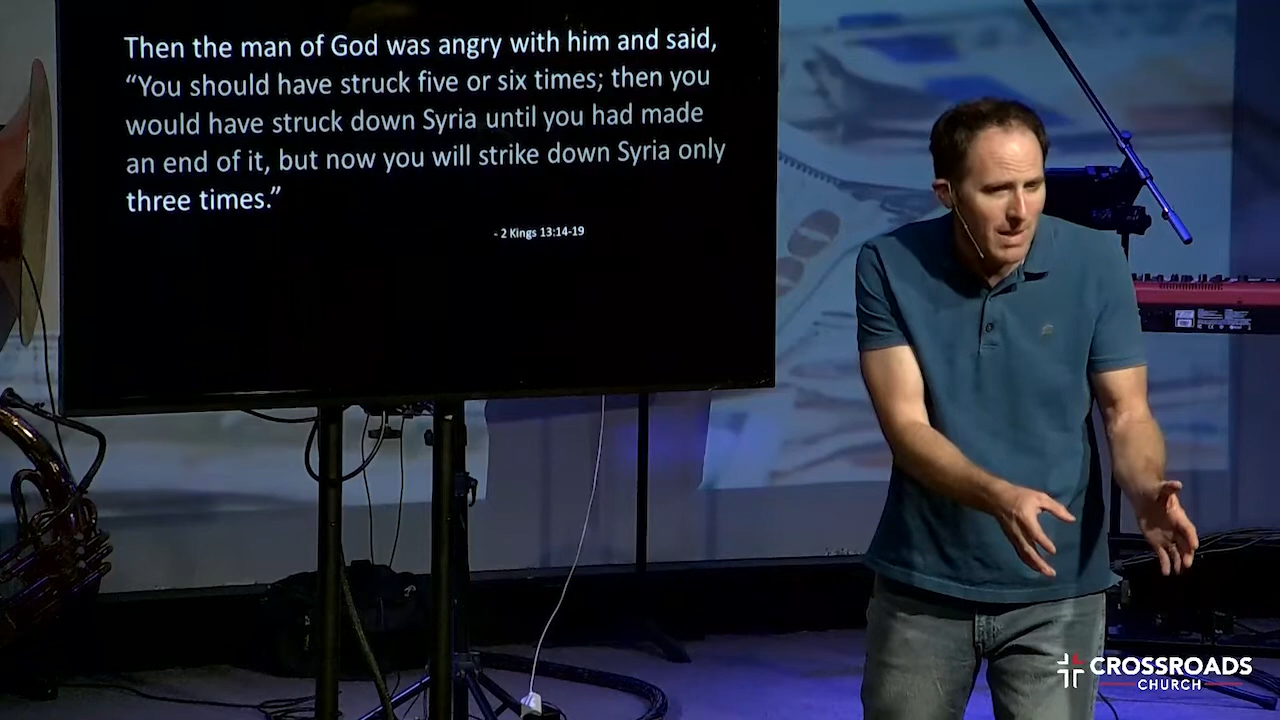 Then the man of God was angry with him and said,
“You should have struck five or six times; then you
would have struck down Syria until you had made
an end of it, but now you will strike down Syria only
three times.”
- 2 Kings 13:14-19
CROSSROADS
CHURCH